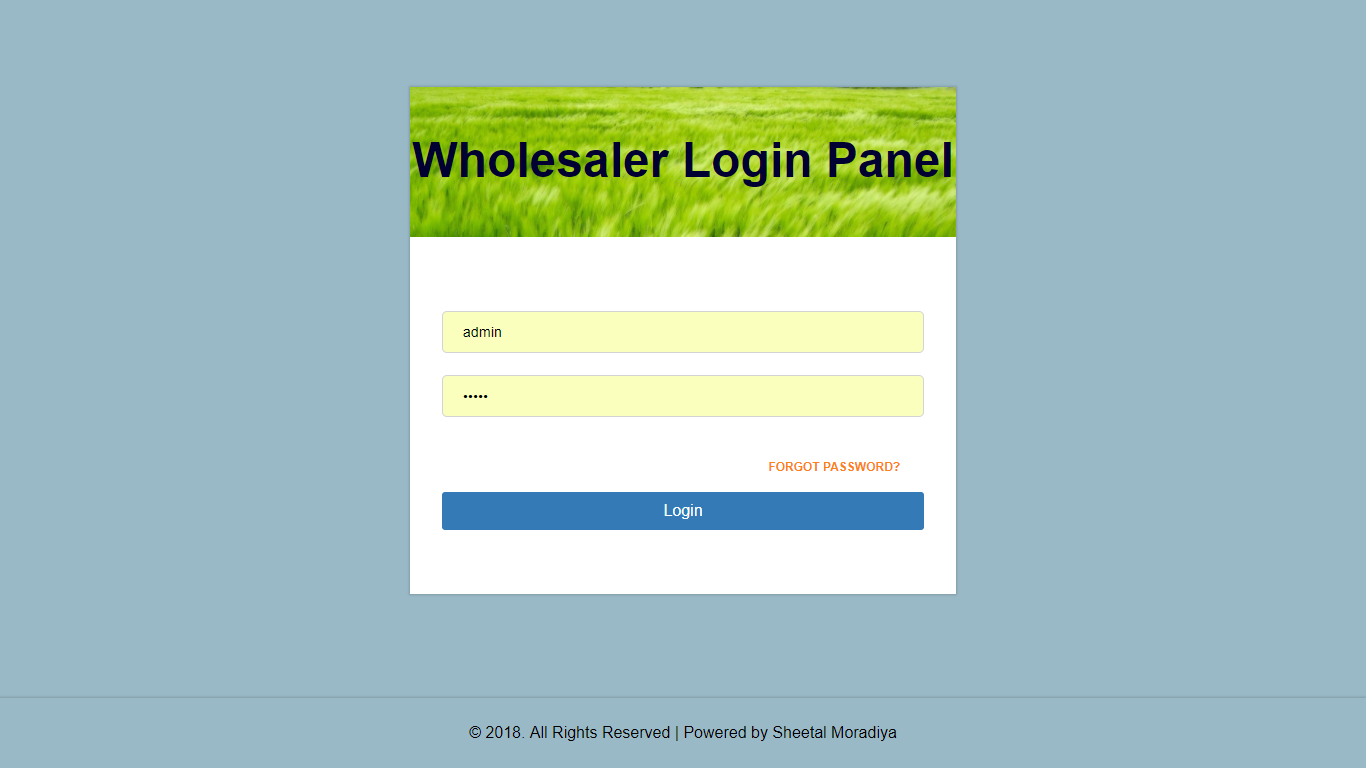 Wholesaler Login Panel
admin
•••••
FORGOT PASSWORD?
Login
© 2018. All Rights Reserved | Powered by Sheetal Moradiya